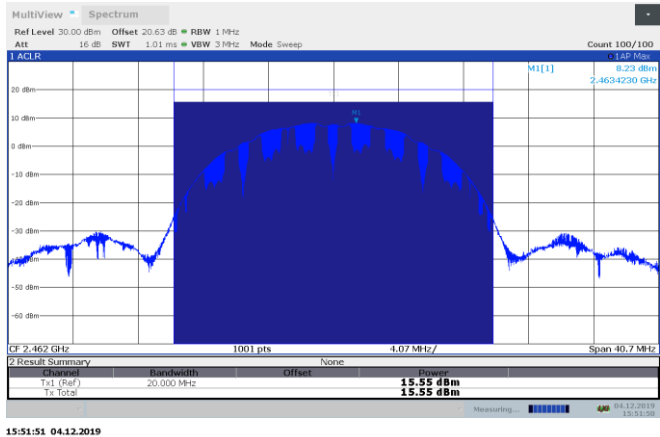 MultiView Spectrum
Ref Level 30.00 dBm Offset 20.63 dB RBW 1 MHz
Att 16 dB SWT 1.01 ms VBW 3 MHz Mode Sweep Count 100/100
1 ACLR 1AP Max
M1[1] 8.23 dBm
2.4634230 GHz
20 dBm
10 dBm
M1
0 dBm
-10 dBm
-20 dBm
-30 dBm
-50 dBm
-60 dBm
CF 2.462 GHz 1001 pts 4.07 MHz/ Span 40.7 MHz
2 Result Summary None
Channel Bandwidth Offset Power
Tx1 (Ref) 20.000 MHz 15.55 dBm
Tx Total 15.55 dBm
Measuring... 04.12.2019
15:51:50
15:51:51 04.12.2019